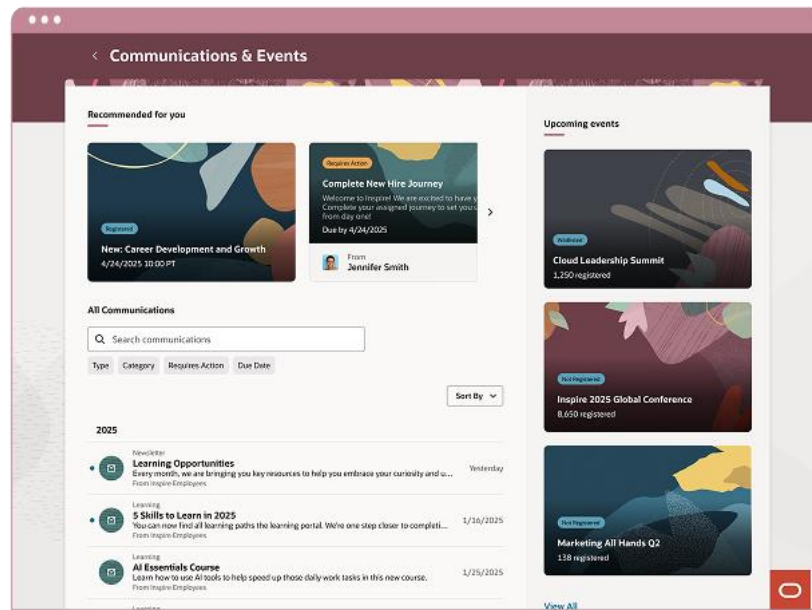 Communications & Events
Recommended for you
Registered
New: Career Development and Growth
4/24/2025 10:00 PT
Requires Action
Complete New Hire Journey
Welcome to Inspire! We are excited to have y
Complete your assigned journey to set you u
from day one!
Due by 4/24/2025
From
Jennifer Smith
All Communications
Search communications
Type
Category
Requires Action
Due Date
Sort By
2025
Newsletter
Learning Opportunities
Every month, we are bringing you key resources to help you embrace your curiosity and u...
From Inspire Employees
Yesterday
Learning
5 Skills to Learn in 2025
You can now find all learning paths the learning portal. We're one step closer to completi...
From Inspire Employees
1/16/2025
Learning
AI Essentials Course
Learn how to use AI tools to help speed up those daily work tasks in this new course.
From Inspire Employees
1/25/2025
Learning
Upcoming events
Waitlisted
Cloud Leadership Summit
1,250 registered
Not Registered
Inspire 2025 Global Conference
8,650 registered
Not Registered
Marketing All Hands Q2
138 registered
View All